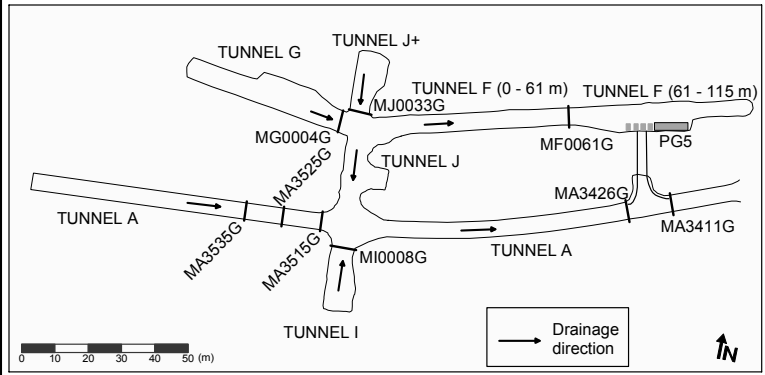 TUNNEL J+
TUNNEL G
TUNNEL F (0 - 61 m)
TUNNEL F (61 - 115 m)
MJ0033G
MG0004G
MF0061G
PG5
MA3525G
TUNNEL J
MA3426G
TUNNEL A
MA3411G
MA3535G
MA3515G
MI0008G
TUNNEL A
TUNNEL I
Drainage
direction
0 10 20 30 40 50 (m)
N